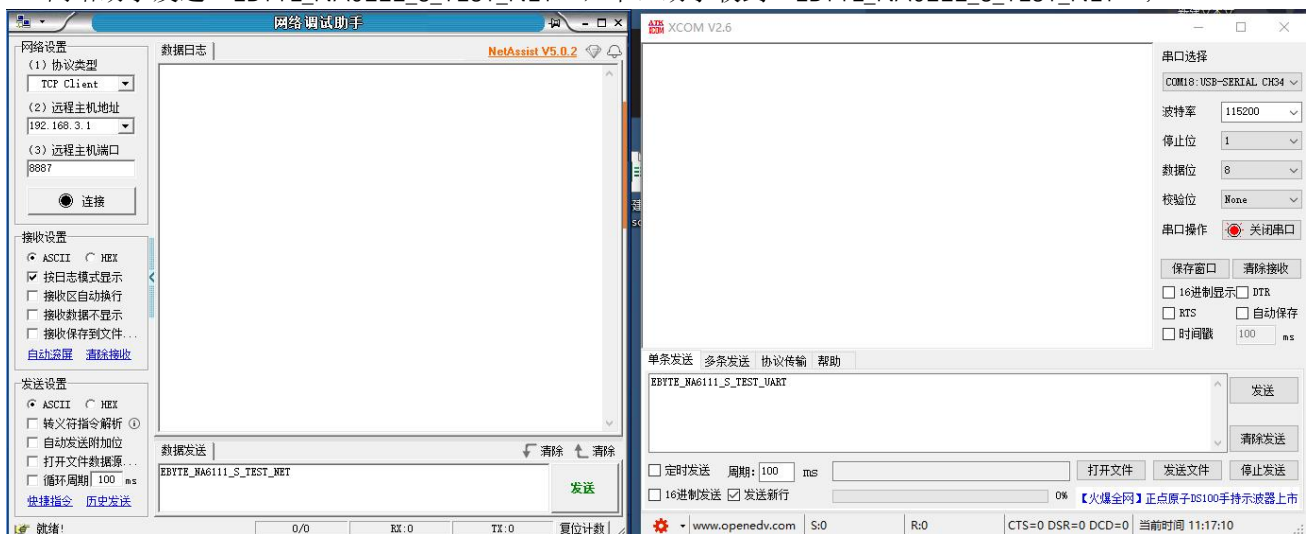 网络调试助手
网络设置
(1) 协议类型
TCP Client
(2) 远程主机地址
192.168.3.1
(3) 远程主机端口
8887
连接
接收设置
ASCII HEX
按日志模式显示
接收区自动换行
接收数据不显示
接收保存到文件...
自动滚屏 清除接收
发送设置
ASCII HEX
转义符指令解析
自动发送附加位
打开文件数据源...
循环周期 100 ms
快捷指令 历史发送
数据日志
NetAssist V5.0.2
数据发送
清除 清除
EBYTE_NA6111_S_TEST_NET
发送
就绪!
0/0
RX:0
TX:0
复位计数
ATK XCOM
XCOM V2.6
串口选择
COM18:USB-SERIAL CH34
波特率 115200
停止位 1
数据位 8
校验位 None
串口操作 关闭串口
保存窗口 清除接收
16进制显示 DTR
RTS 自动保存
时间戳 100 ms
单条发送 多条发送 协议传输 帮助
EBYTE_NA6111_S_TEST_UART
发送
清除发送
定时发送 周期: 100 ms
打开文件 发送文件 停止发送
16进制发送 发送新行
0%
【火爆全网】正点原子DS100手持示波器上市
www.openedv.com
S:0
R:0
CTS=0 DSR=0 DCD=0
当前时间 11:17:10